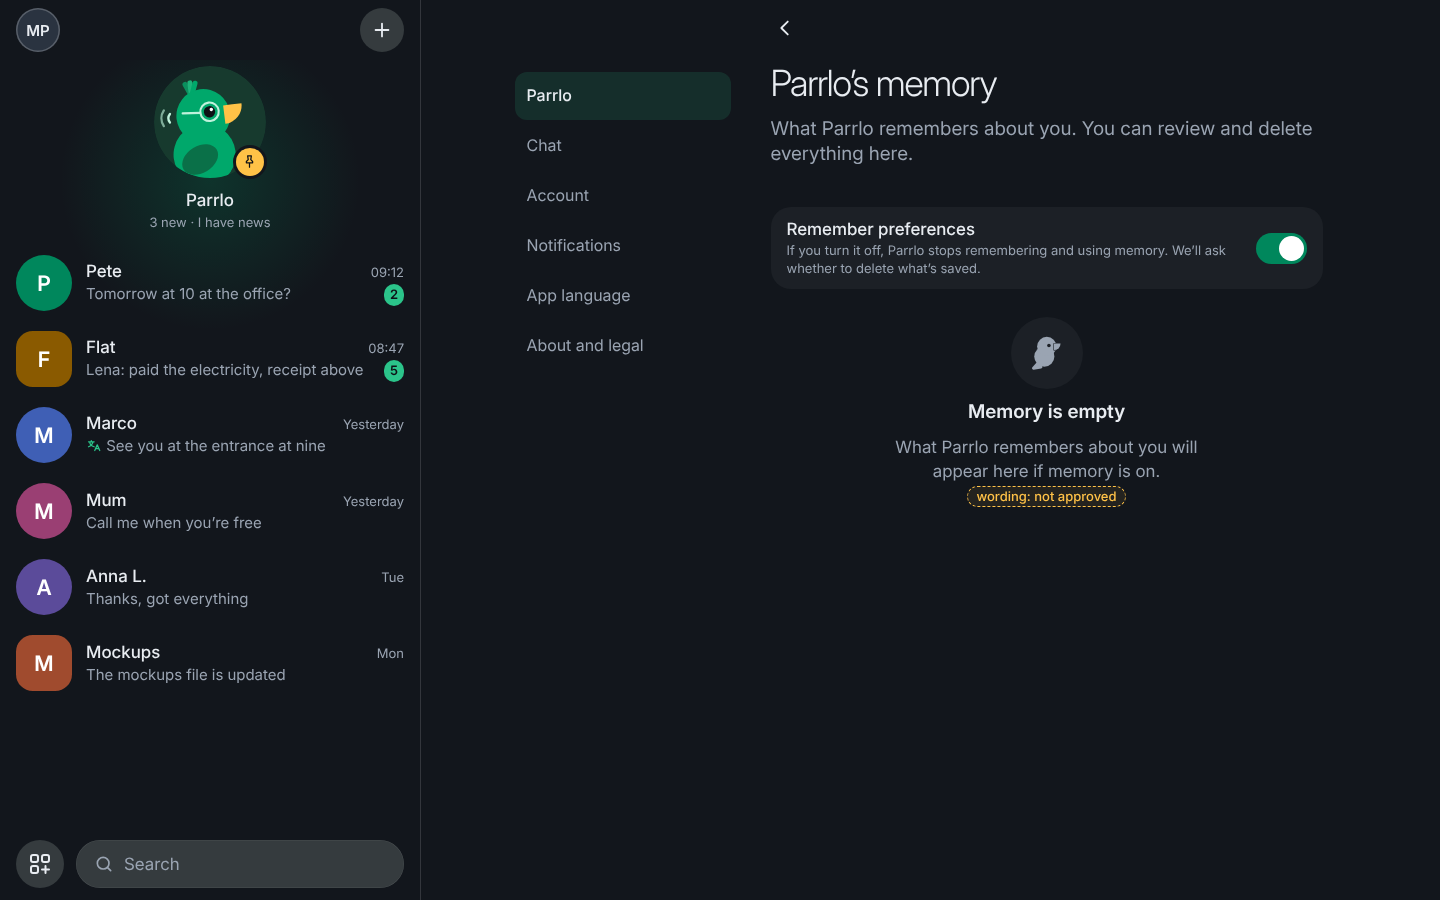 MP
Parrlo
3 new · I have news
P
Pete
09:12
Tomorrow at 10 at the office?
2
F
Flat
08:47
Lena: paid the electricity, receipt above
5
M
Marco
Yesterday
See you at the entrance at nine
M
Mum
Yesterday
Call me when you’re free
A
Anna L.
Tue
Thanks, got everything
M
Mockups
Mon
The mockups file is updated
Search
Parrlo
Chat
Account
Notifications
App language
About and legal
Parrlo’s memory
What Parrlo remembers about you. You can review and delete
everything here.
Remember preferences
If you turn it off, Parrlo stops remembering and using memory. We’ll ask
whether to delete what’s saved.
Memory is empty
What Parrlo remembers about you will
appear here if memory is on.
wording: not approved